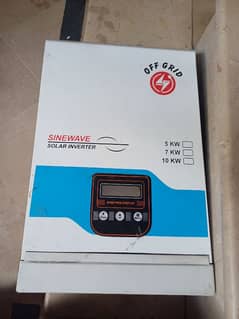 OFF GRID
SINEWAVE
SOLAR INVERTER
5 KW
7 KW
10 KW